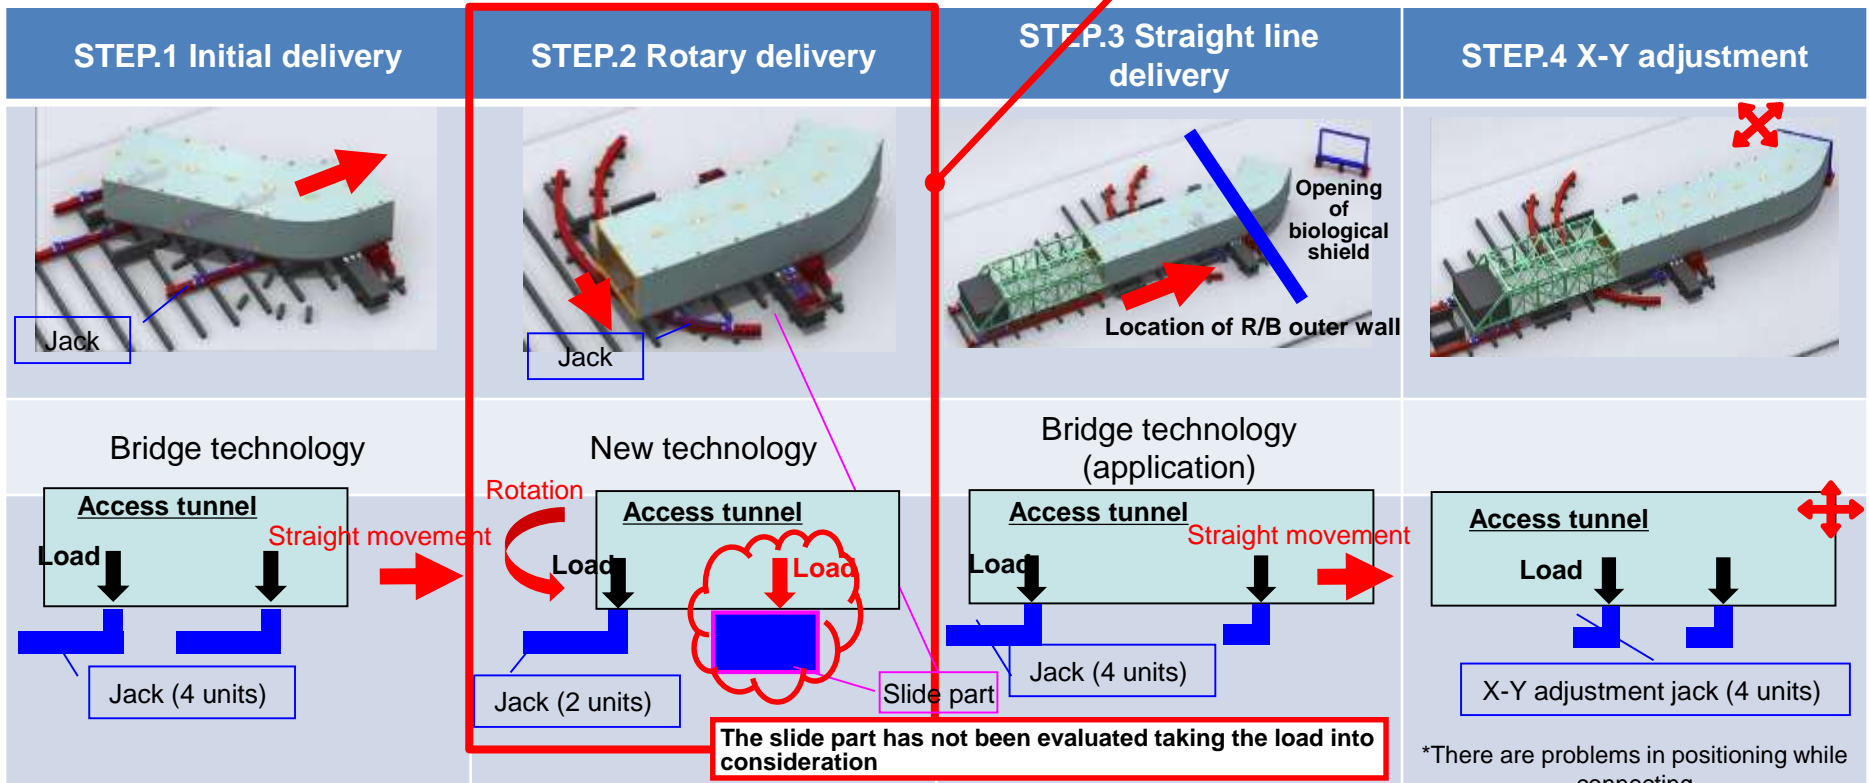 STEP.1 Initial delivery
STEP.2 Rotary delivery
STEP.3 Straight line
delivery
STEP.4 X-Y adjustment
Jack
Jack
Opening
of
biological
shield
Location of R/B outer wall
Bridge technology
New technology
Bridge technology
(application)
Access tunnel
Load
Straight movement
Jack (4 units)
Rotation
Access tunnel
Load
Load
Jack (2 units)
Slide part
Access tunnel
Load
Straight movement
Jack (4 units)
Access tunnel
Load
X-Y adjustment jack (4 units)
The slide part has not been evaluated taking the load into
consideration
*There are problems in positioning while
connecting